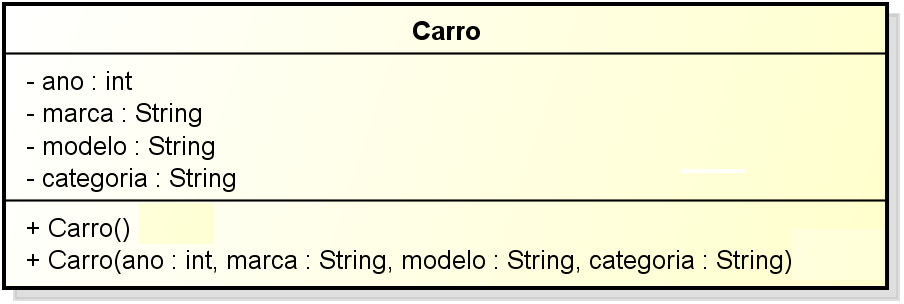 Carro
- ano : int
- marca : String
- modelo : String
- categoria : String
+ Carro()
+ Carro(ano : int, marca : String, modelo : String, categoria : String)